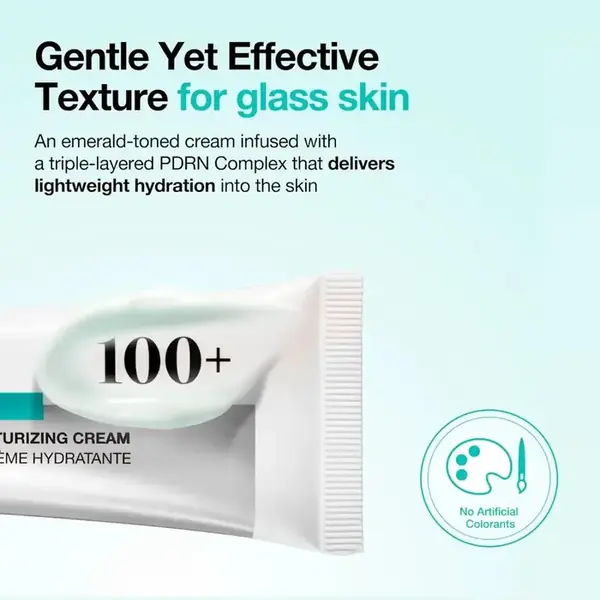 Gentle Yet Effective
Texture for glass skin
An emerald-toned cream infused with
a triple-layered PDRN Complex that delivers
lightweight hydration into the skin
100+
TURIZING CREAM
ÈME HYDRATANTE
No Artificial
Colorants